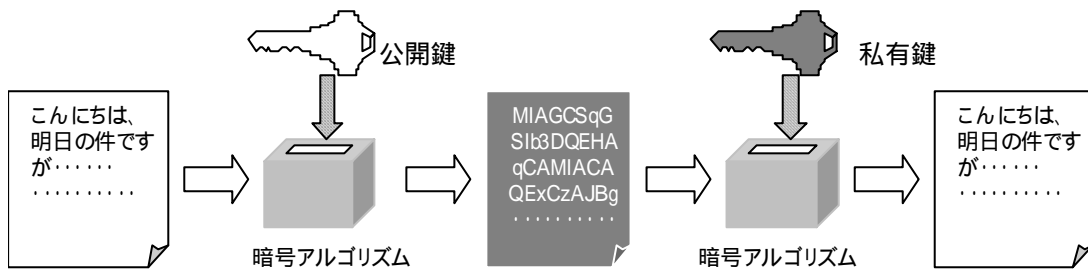 公開鍵
私有鍵
こんにちは、
明日の件です
が‥‥‥
‥‥‥‥‥
MIAGCSqG
SIb3DQEHA
qCAMIACA
QExCzAJBg
‥‥‥‥‥
こんにちは、
明日の件です
が‥‥‥
‥‥‥‥‥
暗号アルゴリズム
暗号アルゴリズム